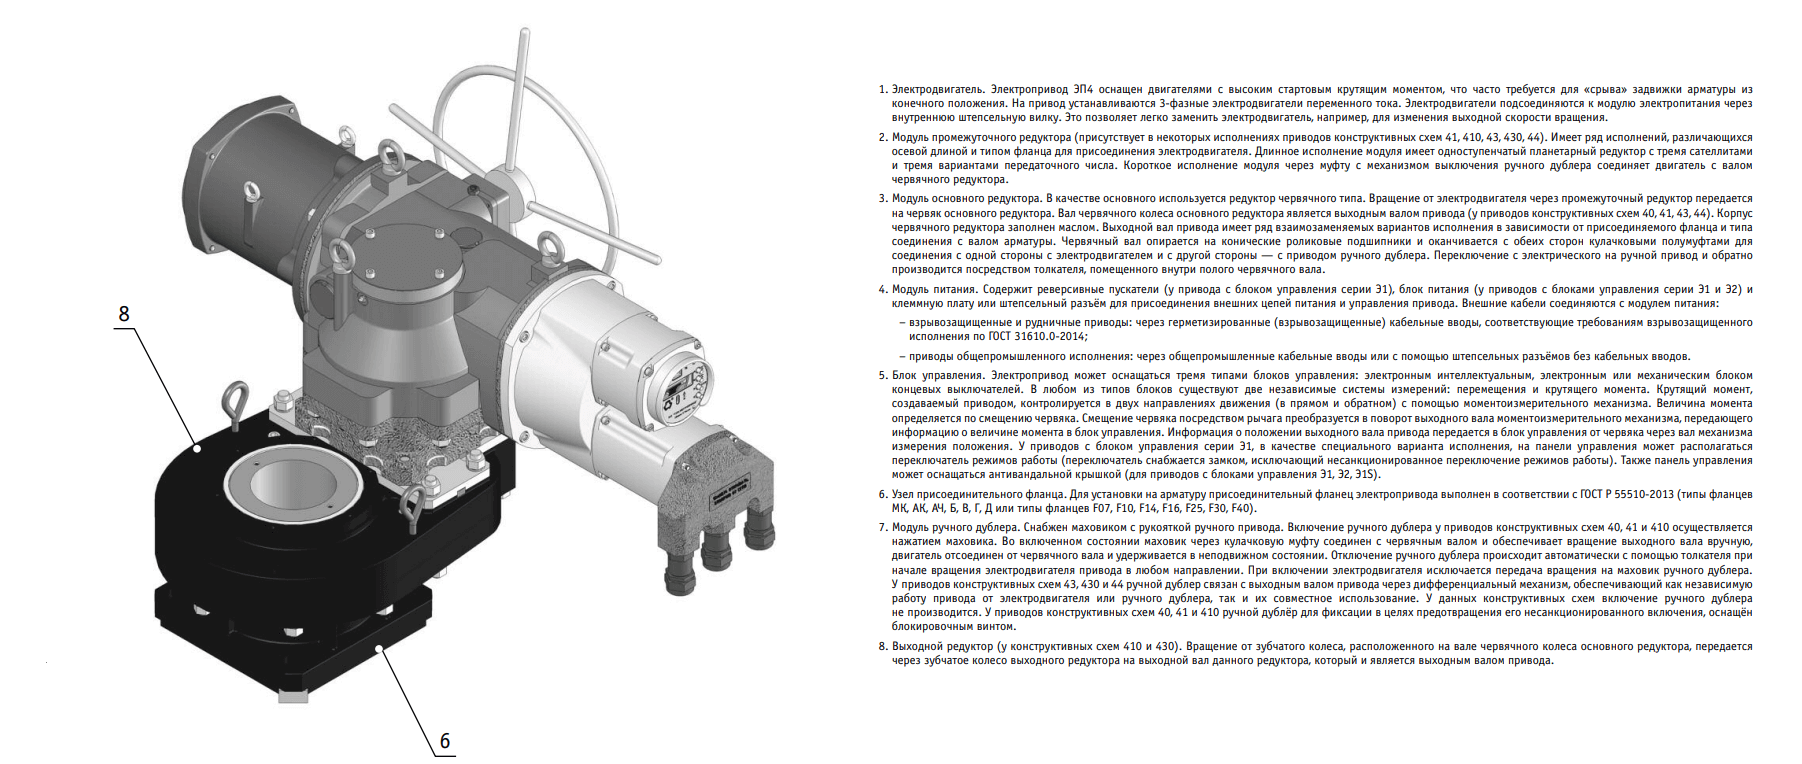 8
6
1. Электродвигатель. Электропривод ЭП4 оснащен двигателями с высоким стартовым крутящим моментом, что часто требуется для «срыва» задвижки арматуры из
конечного положения. На привод устанавливаются 3-фазные электродвигатели переменного тока. Электродвигатели подсоединяются к модулю электропитания через
внутреннюю штепсельную вилку. Это позволяет легко заменить электродвигатель, например, для изменения выходной скорости вращения.
2. Модуль промежуточного редуктора (присутствует в некоторых исполнениях приводов конструктивных схем 41, 410, 43, 430, 44). Имеет ряд исполнений, различающихся
осевой длиной и типом фланца для присоединения электродвигателя. Длинное исполнение модуля имеет одноступенчатый планетарный редуктор с тремя сателлитами
и тремя вариантами передаточного числа. Короткое исполнение модуля через муфту с механизмом выключения ручного дублера соединяет двигатель с валом
червячного редуктора.
3. Модуль основного редуктора. В качестве основного используется редуктор червячного типа. Вращение от электродвигателя через промежуточный редуктор передается
на червяк основного редуктора. Вал червячного колеса основного редуктора является выходным валом привода (у приводов конструктивных схем 40, 41, 43, 44). Корпус
червячного редуктора заполнен маслом. Выходной вал привода имеет ряд взаимозаменяемых вариантов исполнения в зависимости от присоединяемого фланца и типа
соединения с валом арматуры. Червячный вал опирается на конические роликовые подшипники и оканчивается с обеих сторон кулачковыми полумуфтами для
соединения с одной стороны с электродвигателем и с другой стороны — с приводом ручного дублера. Переключение с электрического на ручной привод и обратно
производится посредством толкателя, помещенного внутри полого червячного вала.
4. Модуль питания. Содержит реверсивные пускатели (у привода с блоком управления серии Э1), блок питания (у приводов с блоками управления серии Э1 и Э2) и
клеммную плату или штепсельный разъём для присоединения внешних цепей питания и управления привода. Внешние кабели соединяются с модулем питания:
– взрывозащищенные и рудничные приводы: через герметизированные (взрывозащищенные) кабельные вводы, соответствующие требованиям взрывозащищенного
исполнения по ГОСТ 31610.0-2014;
– приводы общепромышленного исполнения: через общепромышленные кабельные вводы или с помощью штепсельных разъёмов без кабельных вводов.
5. Блок управления. Электропривод может оснащаться тремя типами блоков управления: электронным интеллектуальным, электронным или механическим блоком
концевых выключателей. В любом из типов блоков существуют две независимые системы измерений: перемещения и крутящего момента. Крутящий момент,
создаваемый приводом, контролируется в двух направлениях движения (в прямом и обратном) с помощью моментоизмерительного механизма. Величина момента
определяется по смещению червяка. Смещение червяка посредством рычага преобразуется в поворот выходного вала моментоизмерительного механизма, передающего
информацию о величине момента в блок управления. Информация о положении выходного вала привода передается в блок управления от червяка через вал механизма
измерения положения. У приводов с блоком управления серии Э1, в качестве специального варианта исполнения, на панели управления может располагаться
переключатель режимов работы (переключатель снабжается замком, исключающий несанкционированное переключение режимов работы). Также панель управления
может оснащаться антивандальной крышкой (для приводов с блоками управления Э1, Э2, Э1S).
6. Узел присоединительного фланца. Для установки на арматуру присоединительный фланец электропривода выполнен в соответствии с ГОСТ Р 55510-2013 (типы фланцев
МК, АК, АЧ, Б, В, Г, Д или типы фланцев F07, F10, F14, F16, F25, F30, F40).
7. Модуль ручного дублера. Снабжен маховиком с рукояткой ручного привода. Включение ручного дублера у приводов конструктивных схем 40, 41 и 410 осуществляется
нажатием маховика. Во включенном состоянии маховик через кулачковую муфту соединен с червячным валом и обеспечивает вращение выходного вала вручную,
двигатель отсоединен от червячного вала и удерживается в неподвижном состоянии. Отключение ручного дублера происходит автоматически с помощью толкателя при
начале вращения электродвигателя привода в любом направлении. При включении электродвигателя исключается передача вращения на маховик ручного дублера.
У приводов конструктивных схем 43, 430 и 44 ручной дублер связан с выходным валом привода через дифференциальный механизм, обеспечивающий как независимую
работу привода от электродвигателя или ручного дублера, так и их совместное использование. У данных конструктивных схем включение ручного дублера
не производится. У приводов конструктивных схем 40, 41 и 410 ручной дублёр для фиксации в целях предотвращения его несанкционированного включения, оснащён
блокировочным винтом.
8. Выходной редуктор (у конструктивных схем 410 и 430). Вращение от зубчатого колеса, расположенного на вале червячного колеса основного редуктора, передается
через зубчатое колесо выходного редуктора на выходной вал данного редуктора, который и является выходным валом привода.